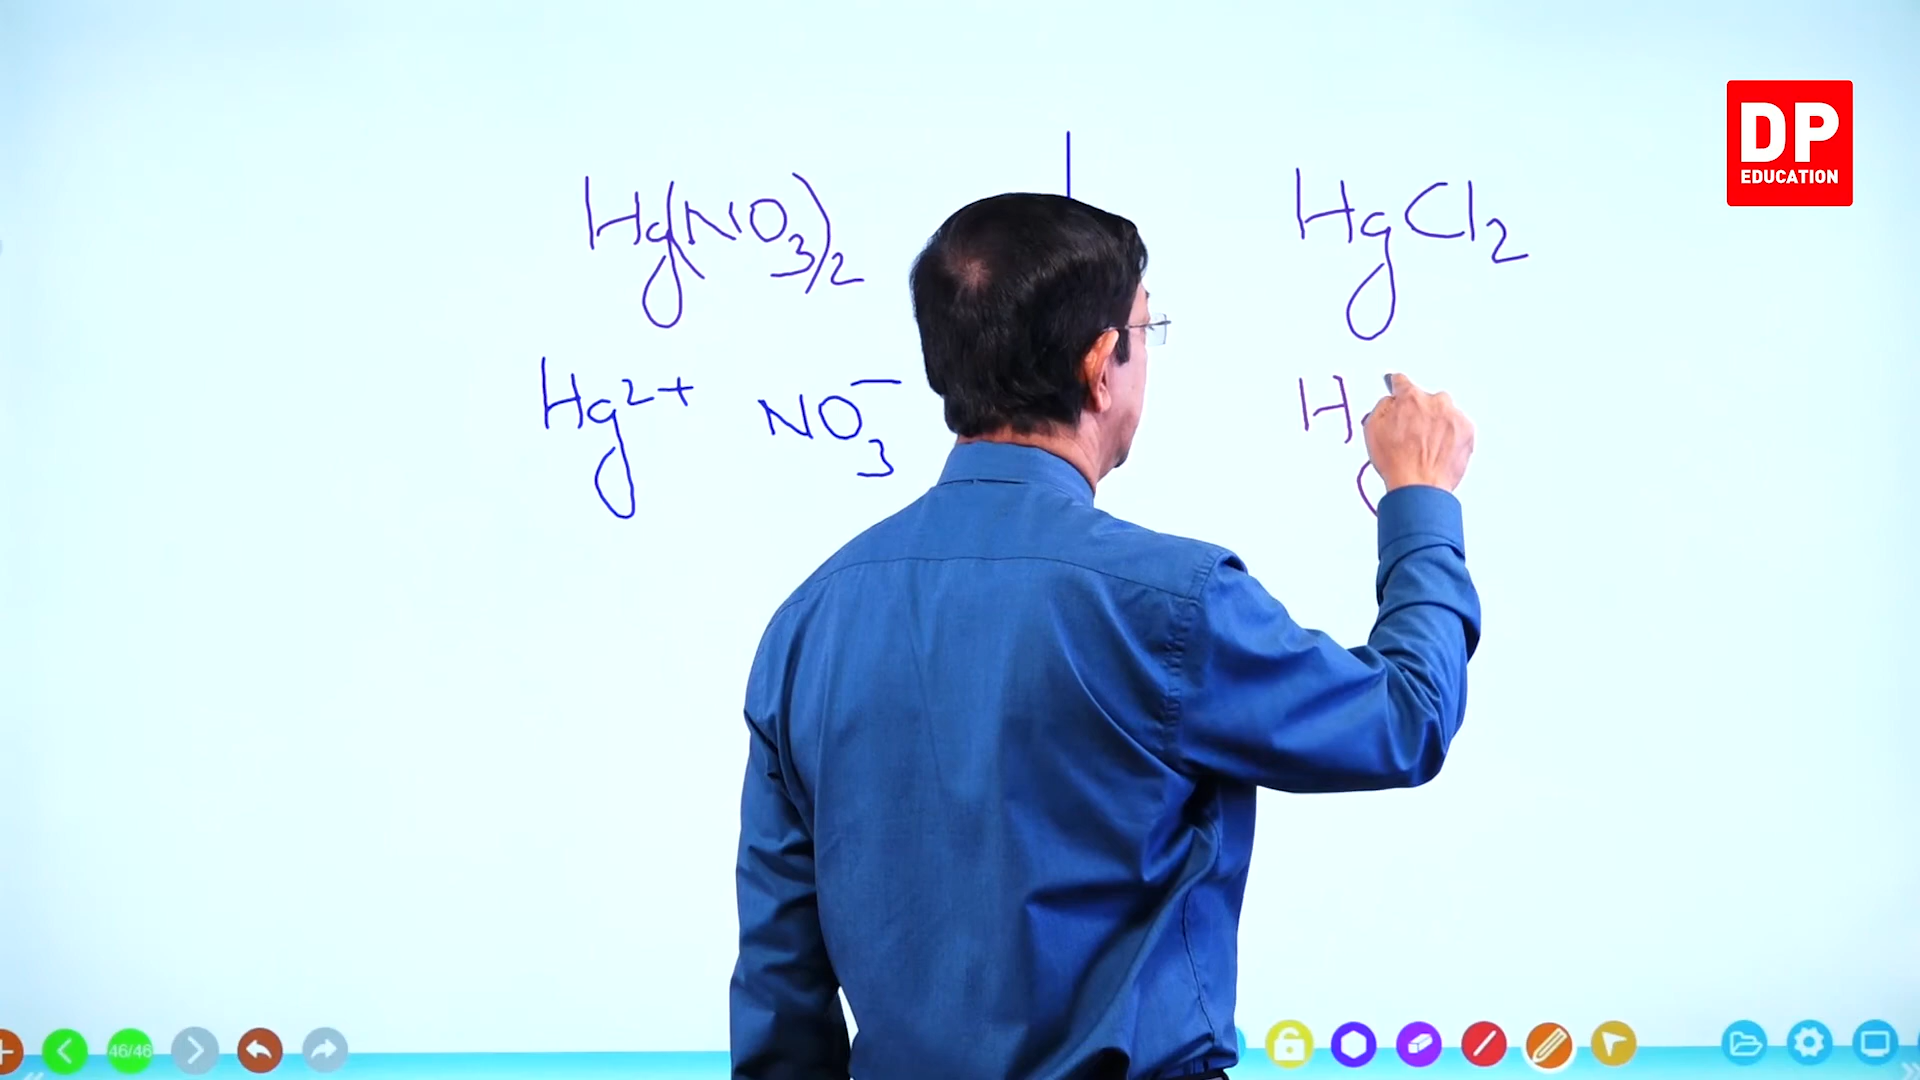 DP
EDUCATION
Hg(NO3)2
HgCl2
Hg2+ NO3−
H
46/46